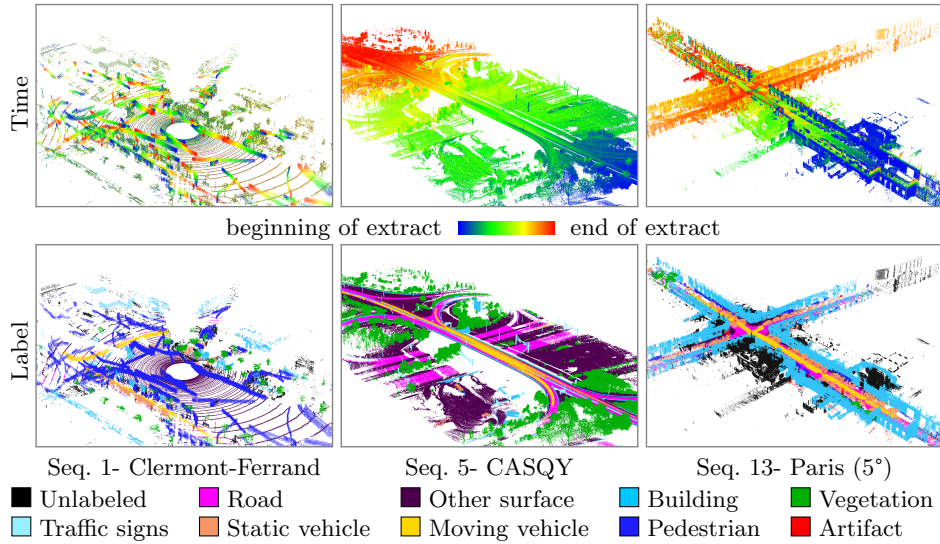 Time
beginning of extract end of extract
Label
Seq. 1- Clermont-Ferrand Seq. 5- CASQY Seq. 13- Paris (5°)
Unlabeled Road Other surface Building Vegetation
Traffic signs Static vehicle Moving vehicle Pedestrian Artifact